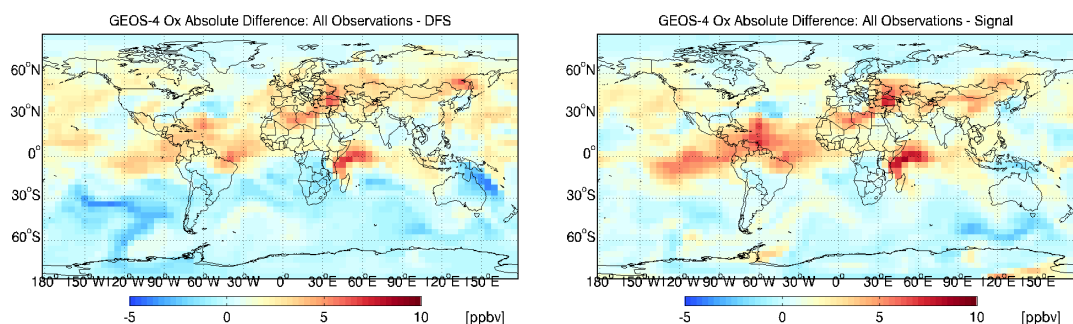 GEOS-4 Ox Absolute Difference: All Observations - DFS
60°N
30°N
0°
30°S
60°S
180°W 150°W 120°W 90°W 60°W 30°W 0° 30°E 60°E 90°E 120°E 150°E
-5 0 5 10 [ppbv]
GEOS-4 Ox Absolute Difference: All Observations - Signal
60°N
30°N
0°
30°S
60°S
180°W 150°W 120°W 90°W 60°W 30°W 0° 30°E 60°E 90°E 120°E 150°E
-5 0 5 10 [ppbv]